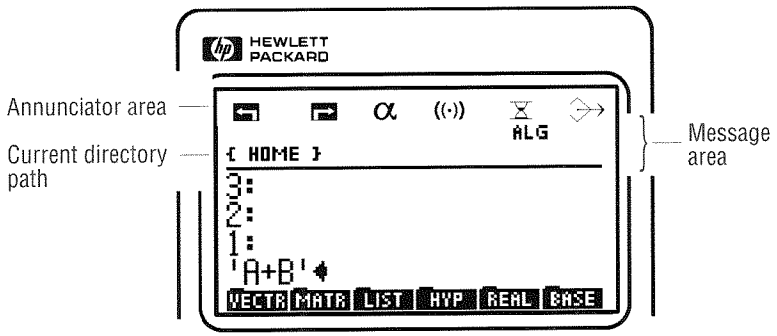 hp HEWLETT
PACKARD
Annunciator area
α ((·))
ALG
Current directory
path
{ HOME }
Message
area
3:
2:
1:
'A+B'
VECTR MATR LIST HYP REAL BASE